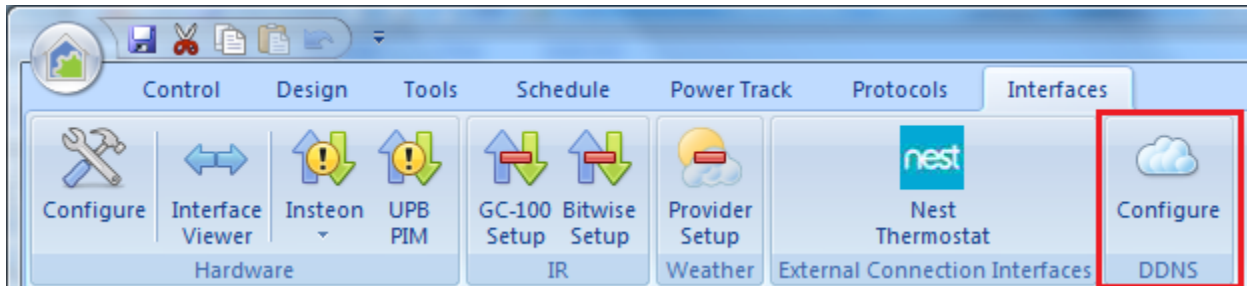 Control Design Tools Schedule Power Track Protocols Interfaces
nest
Configure Interface Insteon UPB GC-100 Bitwise Provider Nest Configure
Viewer PIM Setup Setup Setup Thermostat
Hardware IR Weather External Connection Interfaces DDNS